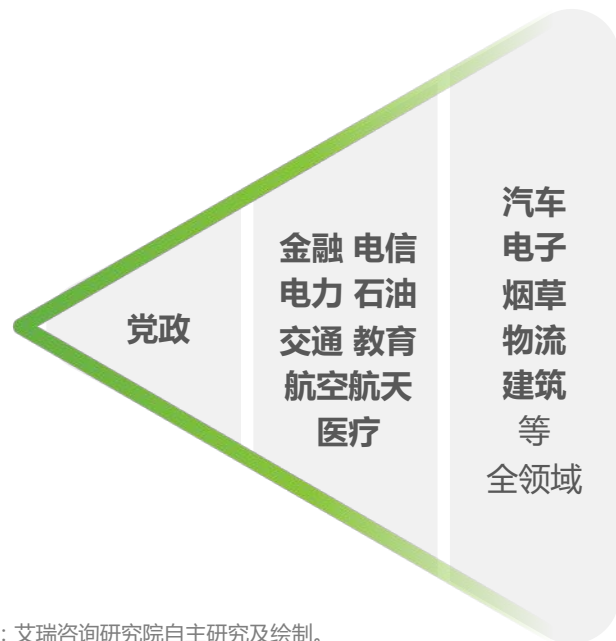 党政
金融 电信
电力 石油
交通 教育
航空航天
医疗
汽车
电子
烟草
物流
建筑
等
全领域
：艾瑞咨询研究院自主研究及绘制。